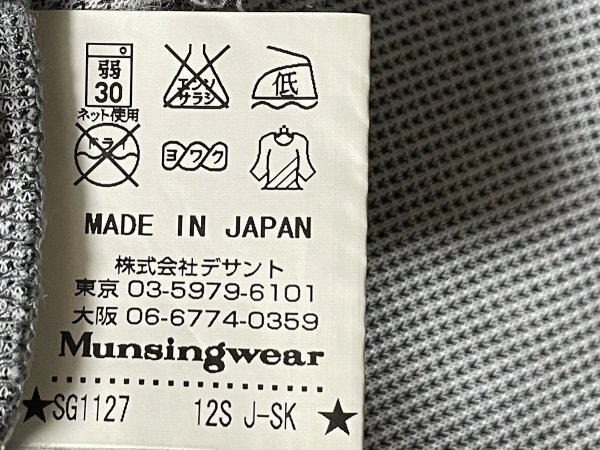 弱
30
ネット使用
エンソ
サラシ
低
ドライ
ヨワク
MADE IN JAPAN
株式会社デサント
東京 03-5979-6101
大阪 06-6774-0359
Munsingwear
★SG1127 12S J-SK ★